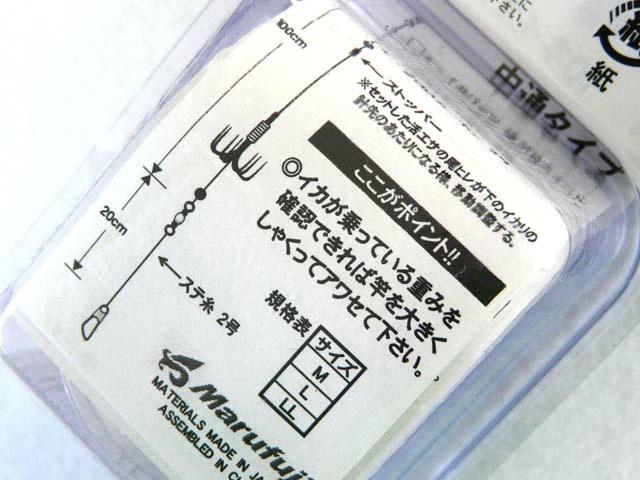 紙
中通タイプ
100cm
ストッパー
※セットした活エサの尾ヒレが下のイカリの
針先のあたりになる様、移動調整する。
ここがポイント!!
◎イカが乗っている重みを
確認できれば竿を大きく
しゃくってアワセて下さい。
20cm
ステ糸 2号
規格表
サイズ
M
L
LL
Marufuji
MATERIALS MADE IN JA
ASSEMBLED IN C